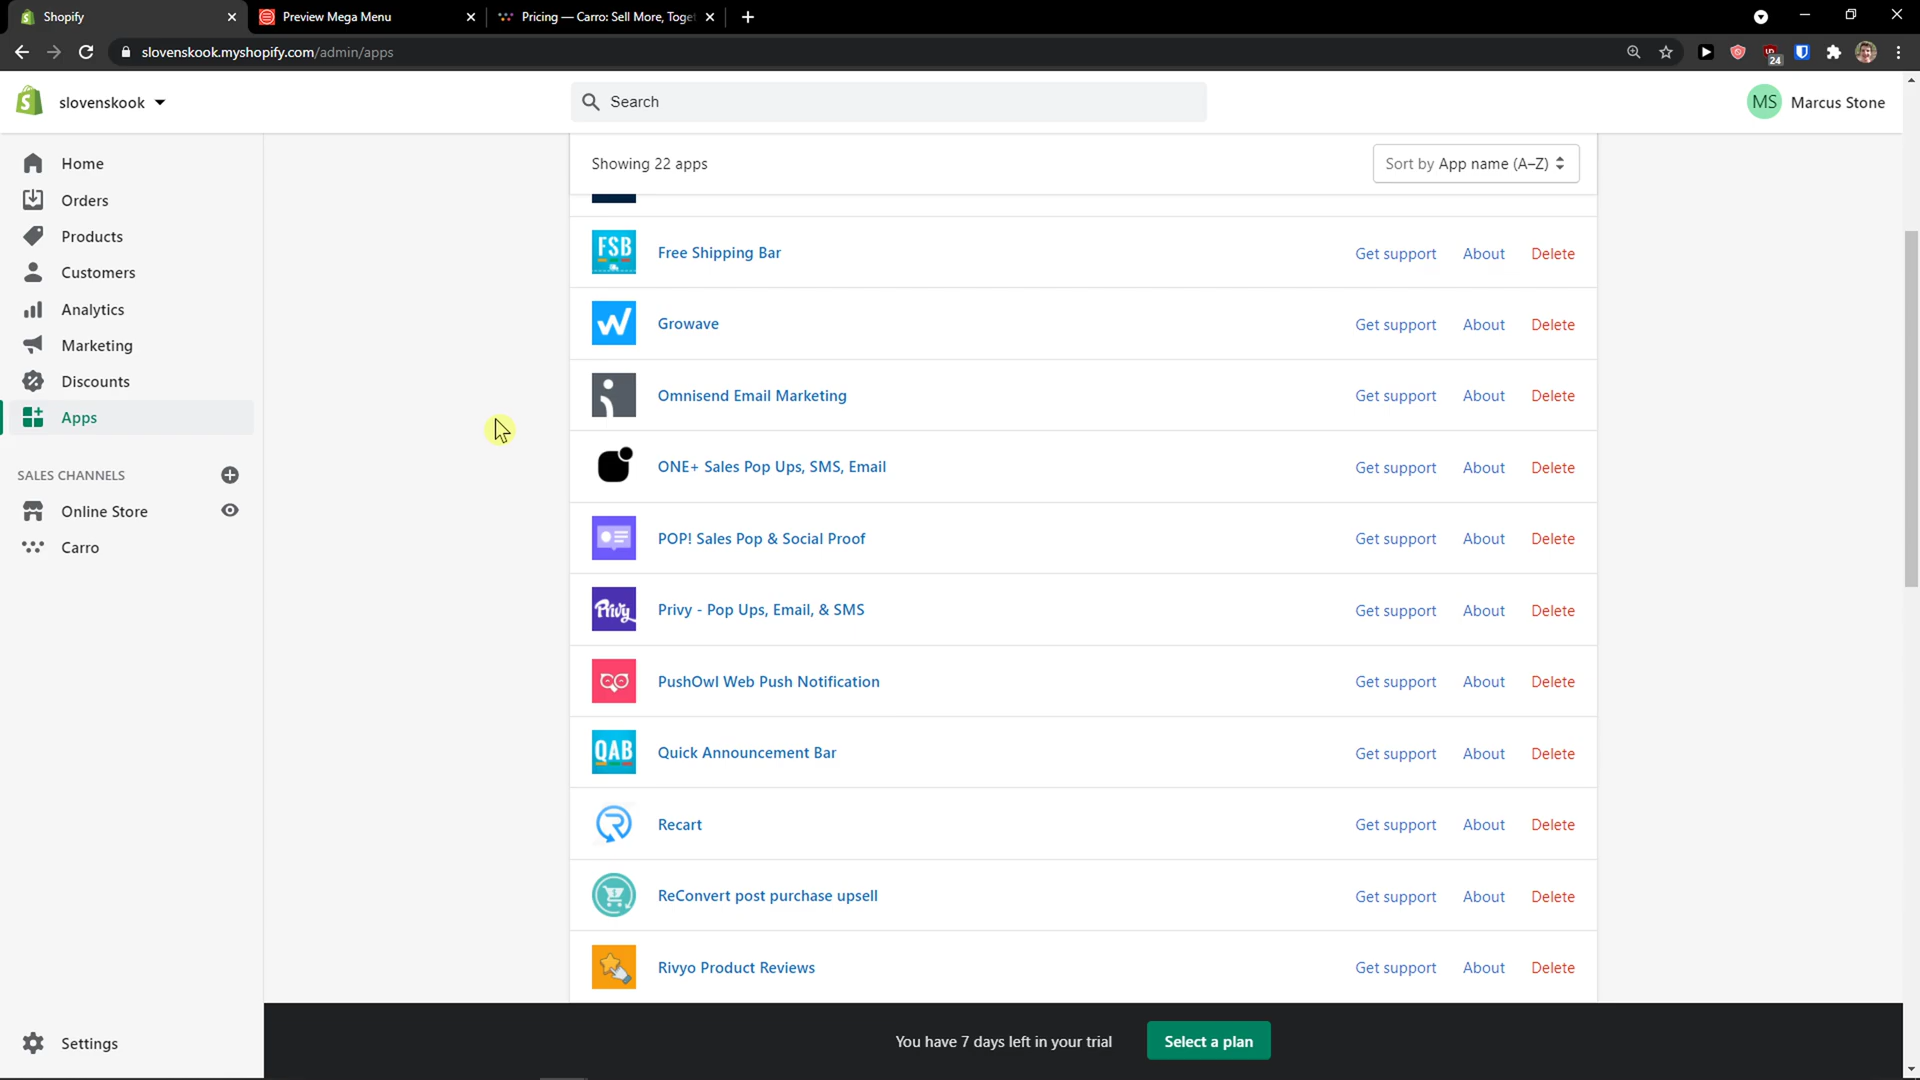 Shopify
Preview Mega Menu
Pricing — Carro: Sell More, Toge
slovenskook.myshopify.com/admin/apps
24
slovenskook
Search
MS Marcus Stone
Home
Orders
Products
Customers
Analytics
Marketing
Discounts
Apps
SALES CHANNELS
Online Store
Carro
Settings
Showing 22 apps
Sort by App name (A–Z)
FSB Free Shipping Bar Get support About Delete
Growave Get support About Delete
Omnisend Email Marketing Get support About Delete
ONE+ Sales Pop Ups, SMS, Email Get support About Delete
POP! Sales Pop & Social Proof Get support About Delete
Privy Privy - Pop Ups, Email, & SMS Get support About Delete
PushOwl Web Push Notification Get support About Delete
QAB Quick Announcement Bar Get support About Delete
Recart Get support About Delete
ReConvert post purchase upsell Get support About Delete
Rivyo Product Reviews Get support About Delete
You have 7 days left in your trial
Select a plan